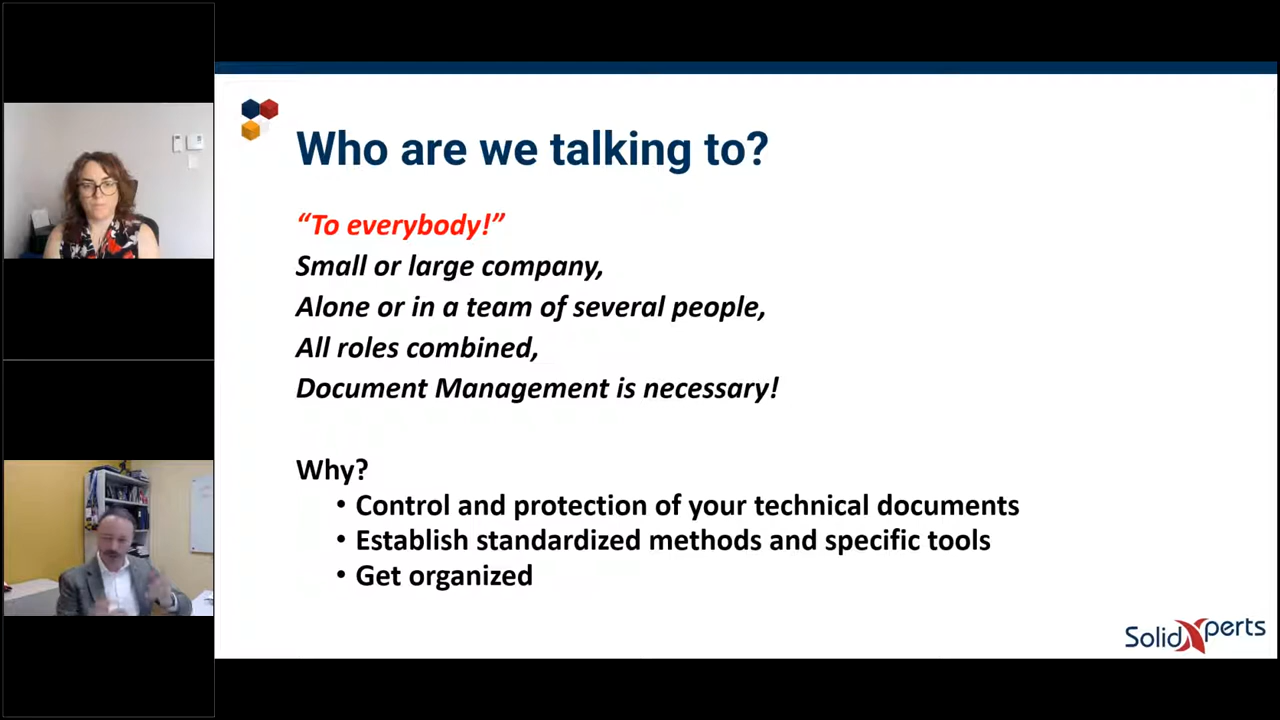 Who are we talking to?
“To everybody!”
Small or large company,
Alone or in a team of several people,
All roles combined,
Document Management is necessary!
Why?
• Control and protection of your technical documents
• Establish standardized methods and specific tools
• Get organized
SolidXperts